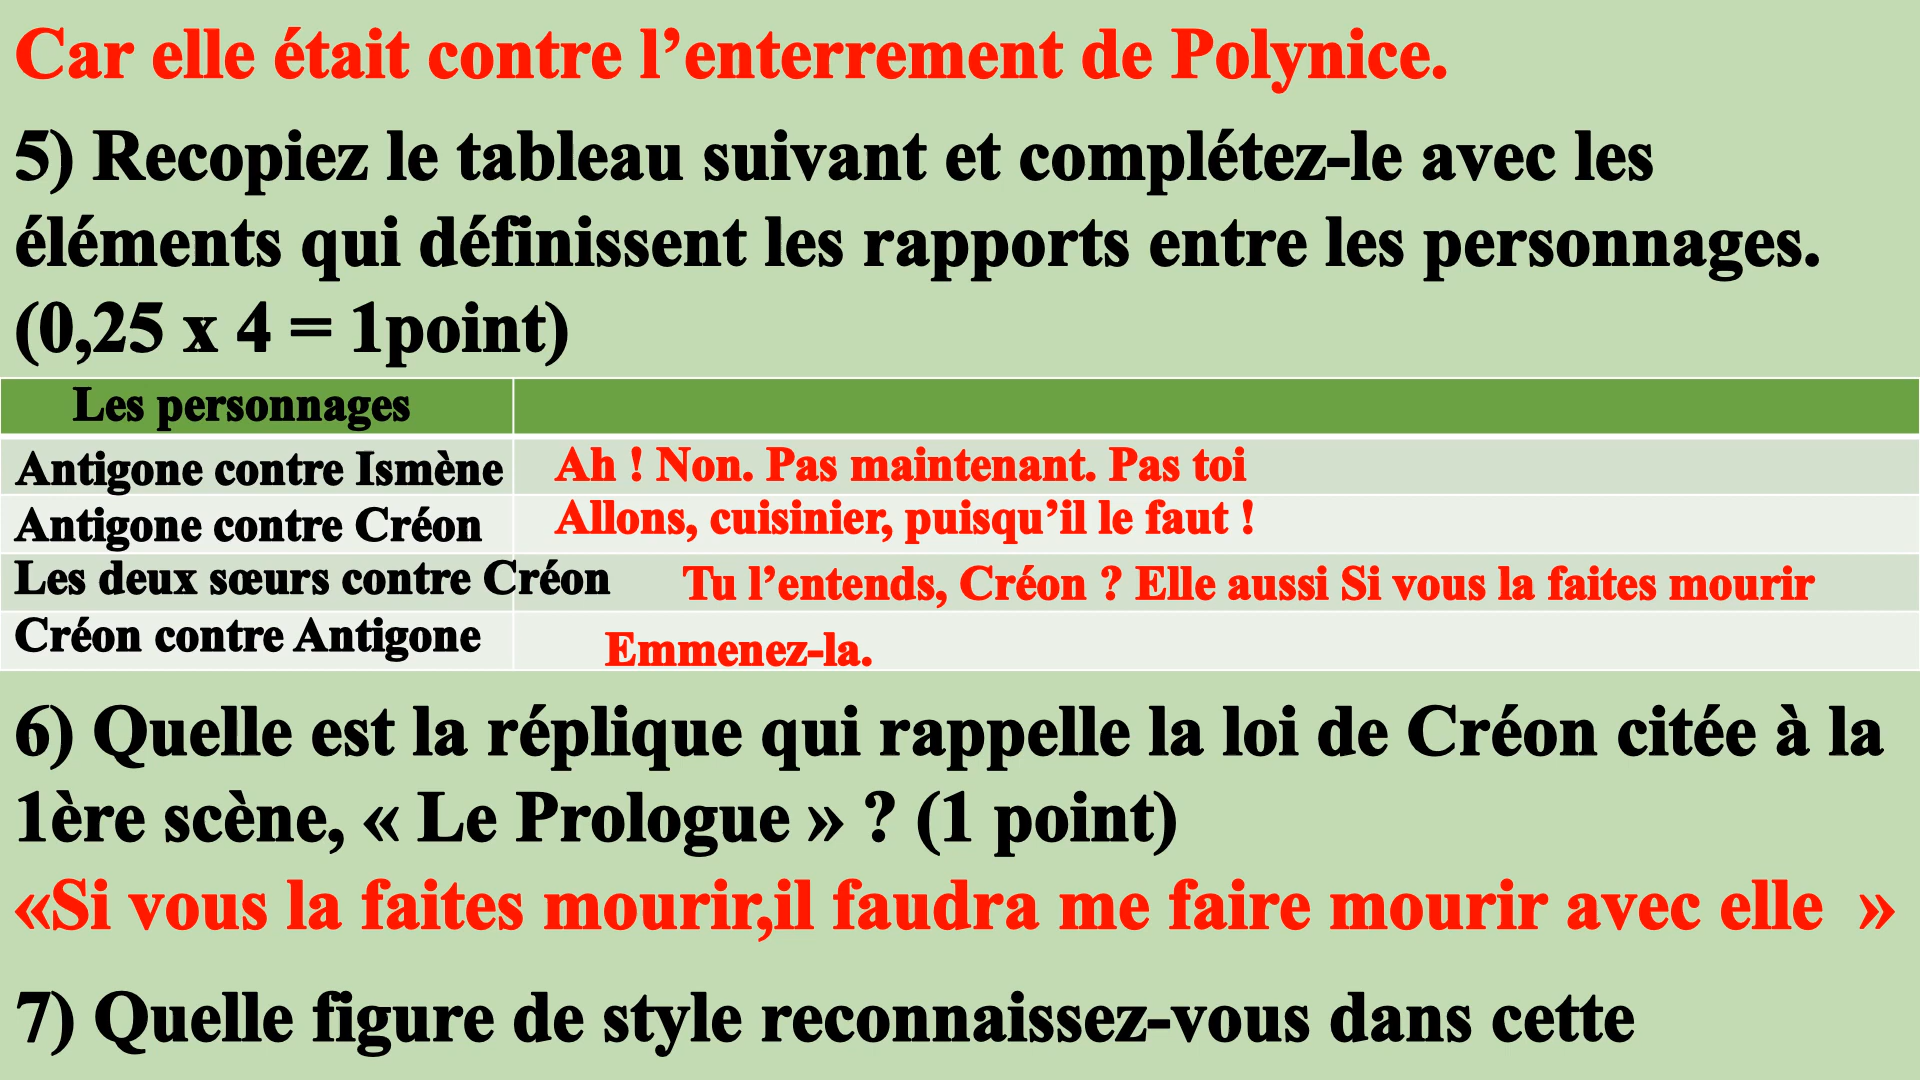 Car elle était contre l’enterrement de Polynice.
5) Recopiez le tableau suivant et complétez-le avec les
éléments qui définissent les rapports entre les personnages.
(0,25 x 4 = 1point)
Les personnages
Antigone contre Ismène Ah ! Non. Pas maintenant. Pas toi
Antigone contre Créon Allons, cuisinier, puisqu’il le faut !
Les deux sœurs contre Créon Tu l’entends, Créon ? Elle aussi Si vous la faites mourir
Créon contre Antigone Emmenez-la.
6) Quelle est la réplique qui rappelle la loi de Créon citée à la
1ère scène, « Le Prologue » ? (1 point)
«Si vous la faites mourir,il faudra me faire mourir avec elle »
7) Quelle figure de style reconnaissez-vous dans cette